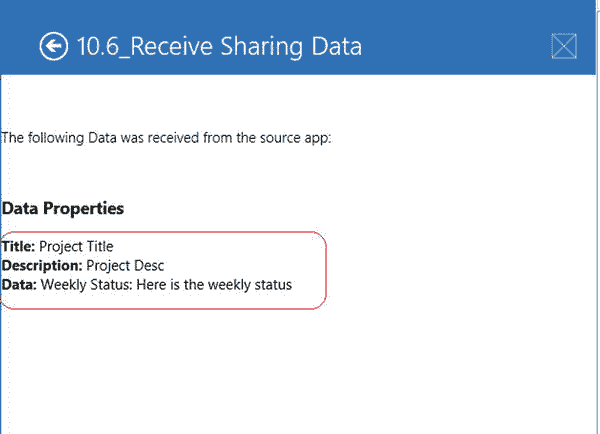 10.6_Receive Sharing Data
The following Data was received from the source app:
Data Properties
Title: Project Title
Description: Project Desc
Data: Weekly Status: Here is the weekly status